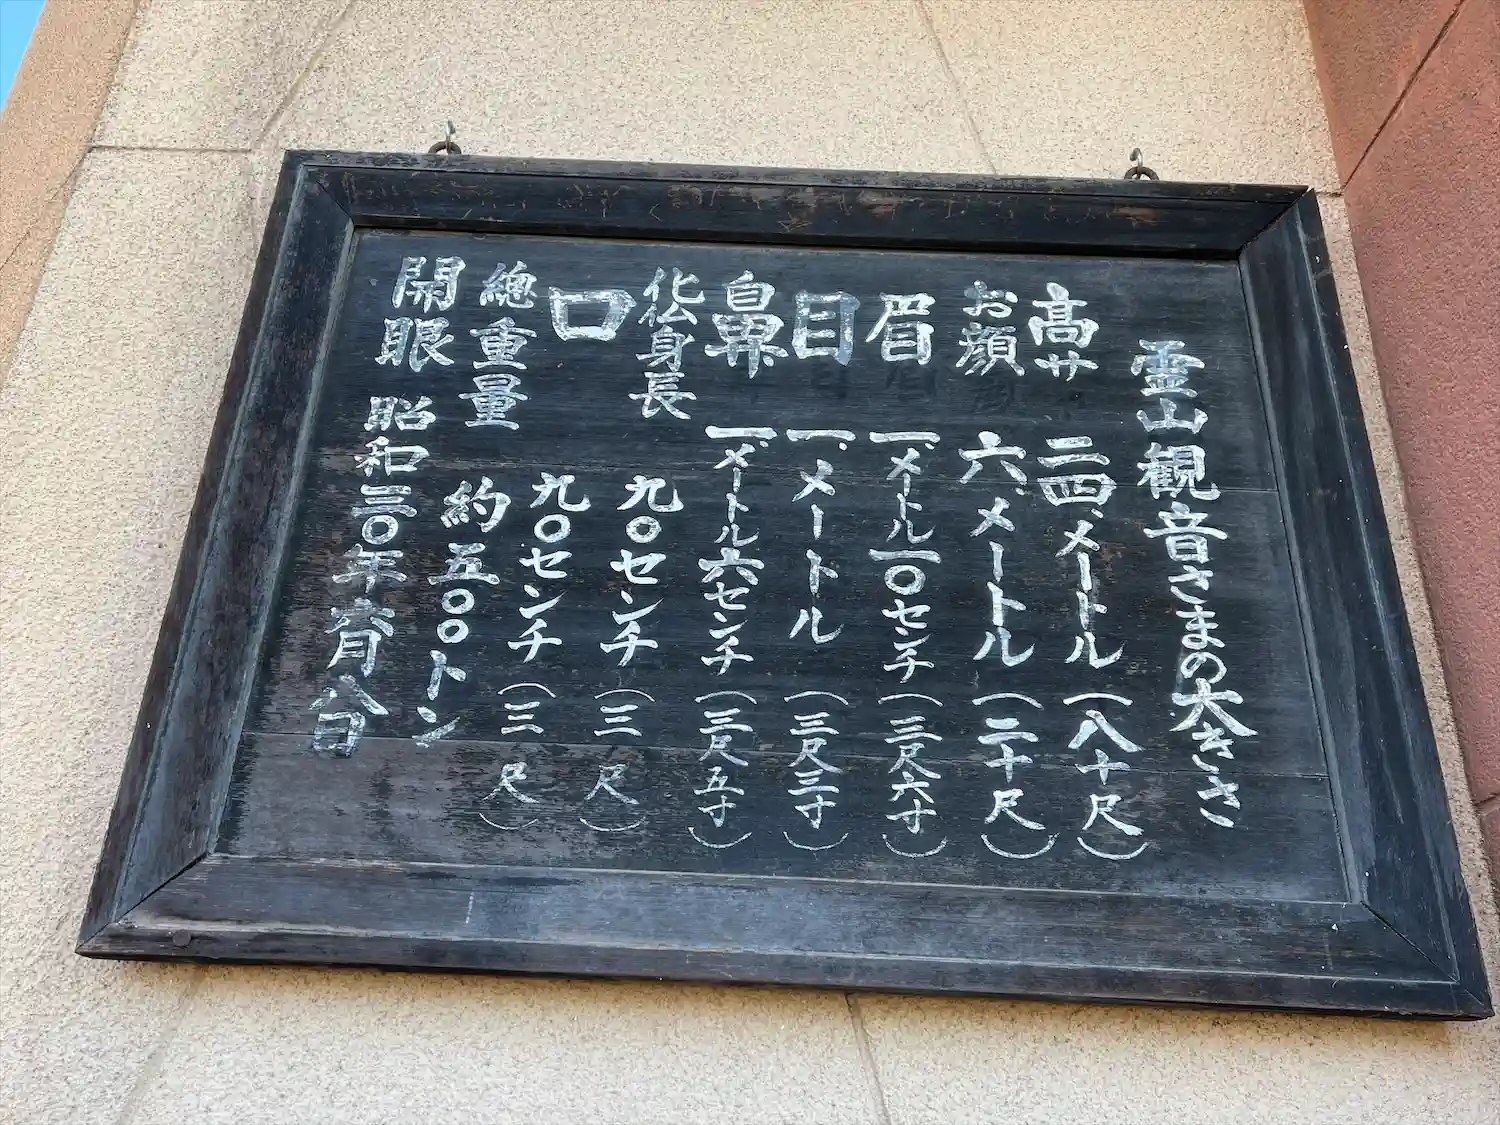 霊山観音さまの大きさ
高サ 二四、メートル（八十尺）
お顔 六、メートル（二十尺）
眉 一、メートル一〇センチ（三尺六寸）
目 一、メートル（三尺三寸）
鼻 一、メートル六センチ（三尺五寸）
化仏身長 九〇センチ（三尺）
口 九〇センチ（三尺）
總重量 約五〇〇トン
開眼 昭和三〇年六月八日